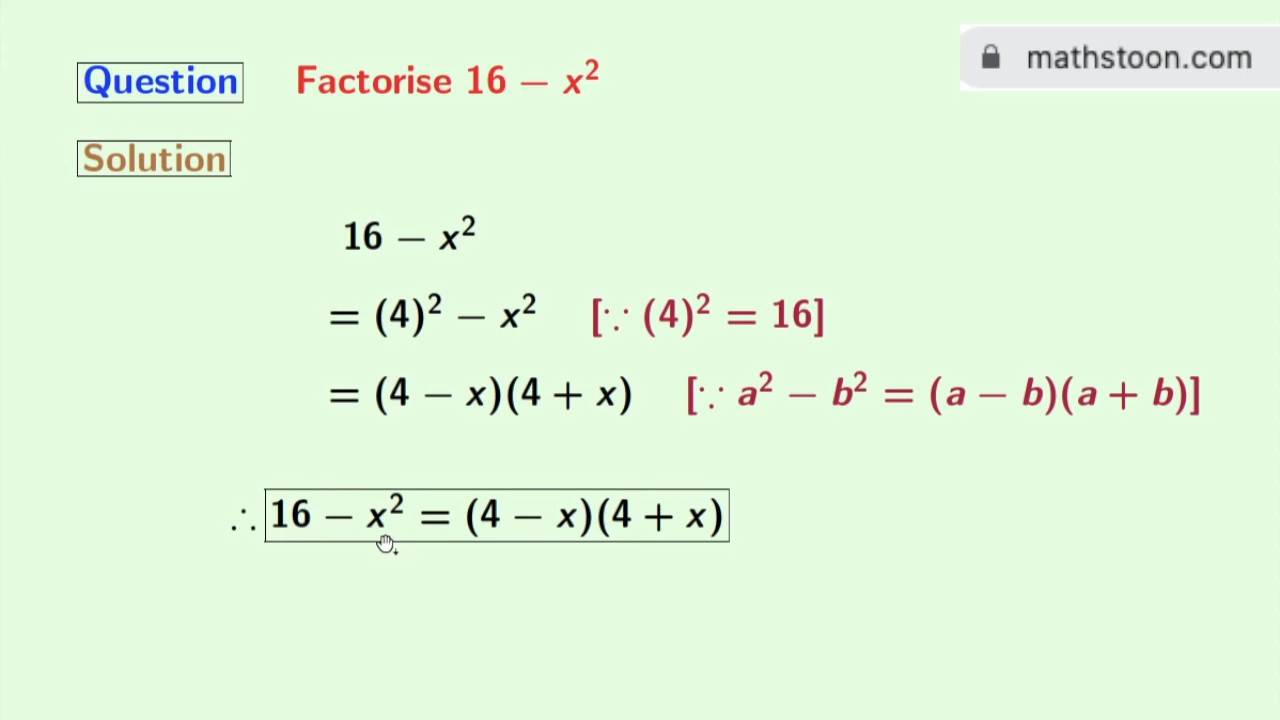 mathstoon.com
Question Factorise 16 − x²
Solution
16 − x²
= (4)² − x² [∵ (4)² = 16]
= (4 − x)(4 + x) [∵ a² − b² = (a − b)(a + b)]
∴ 16 − x² = (4 − x)(4 + x)